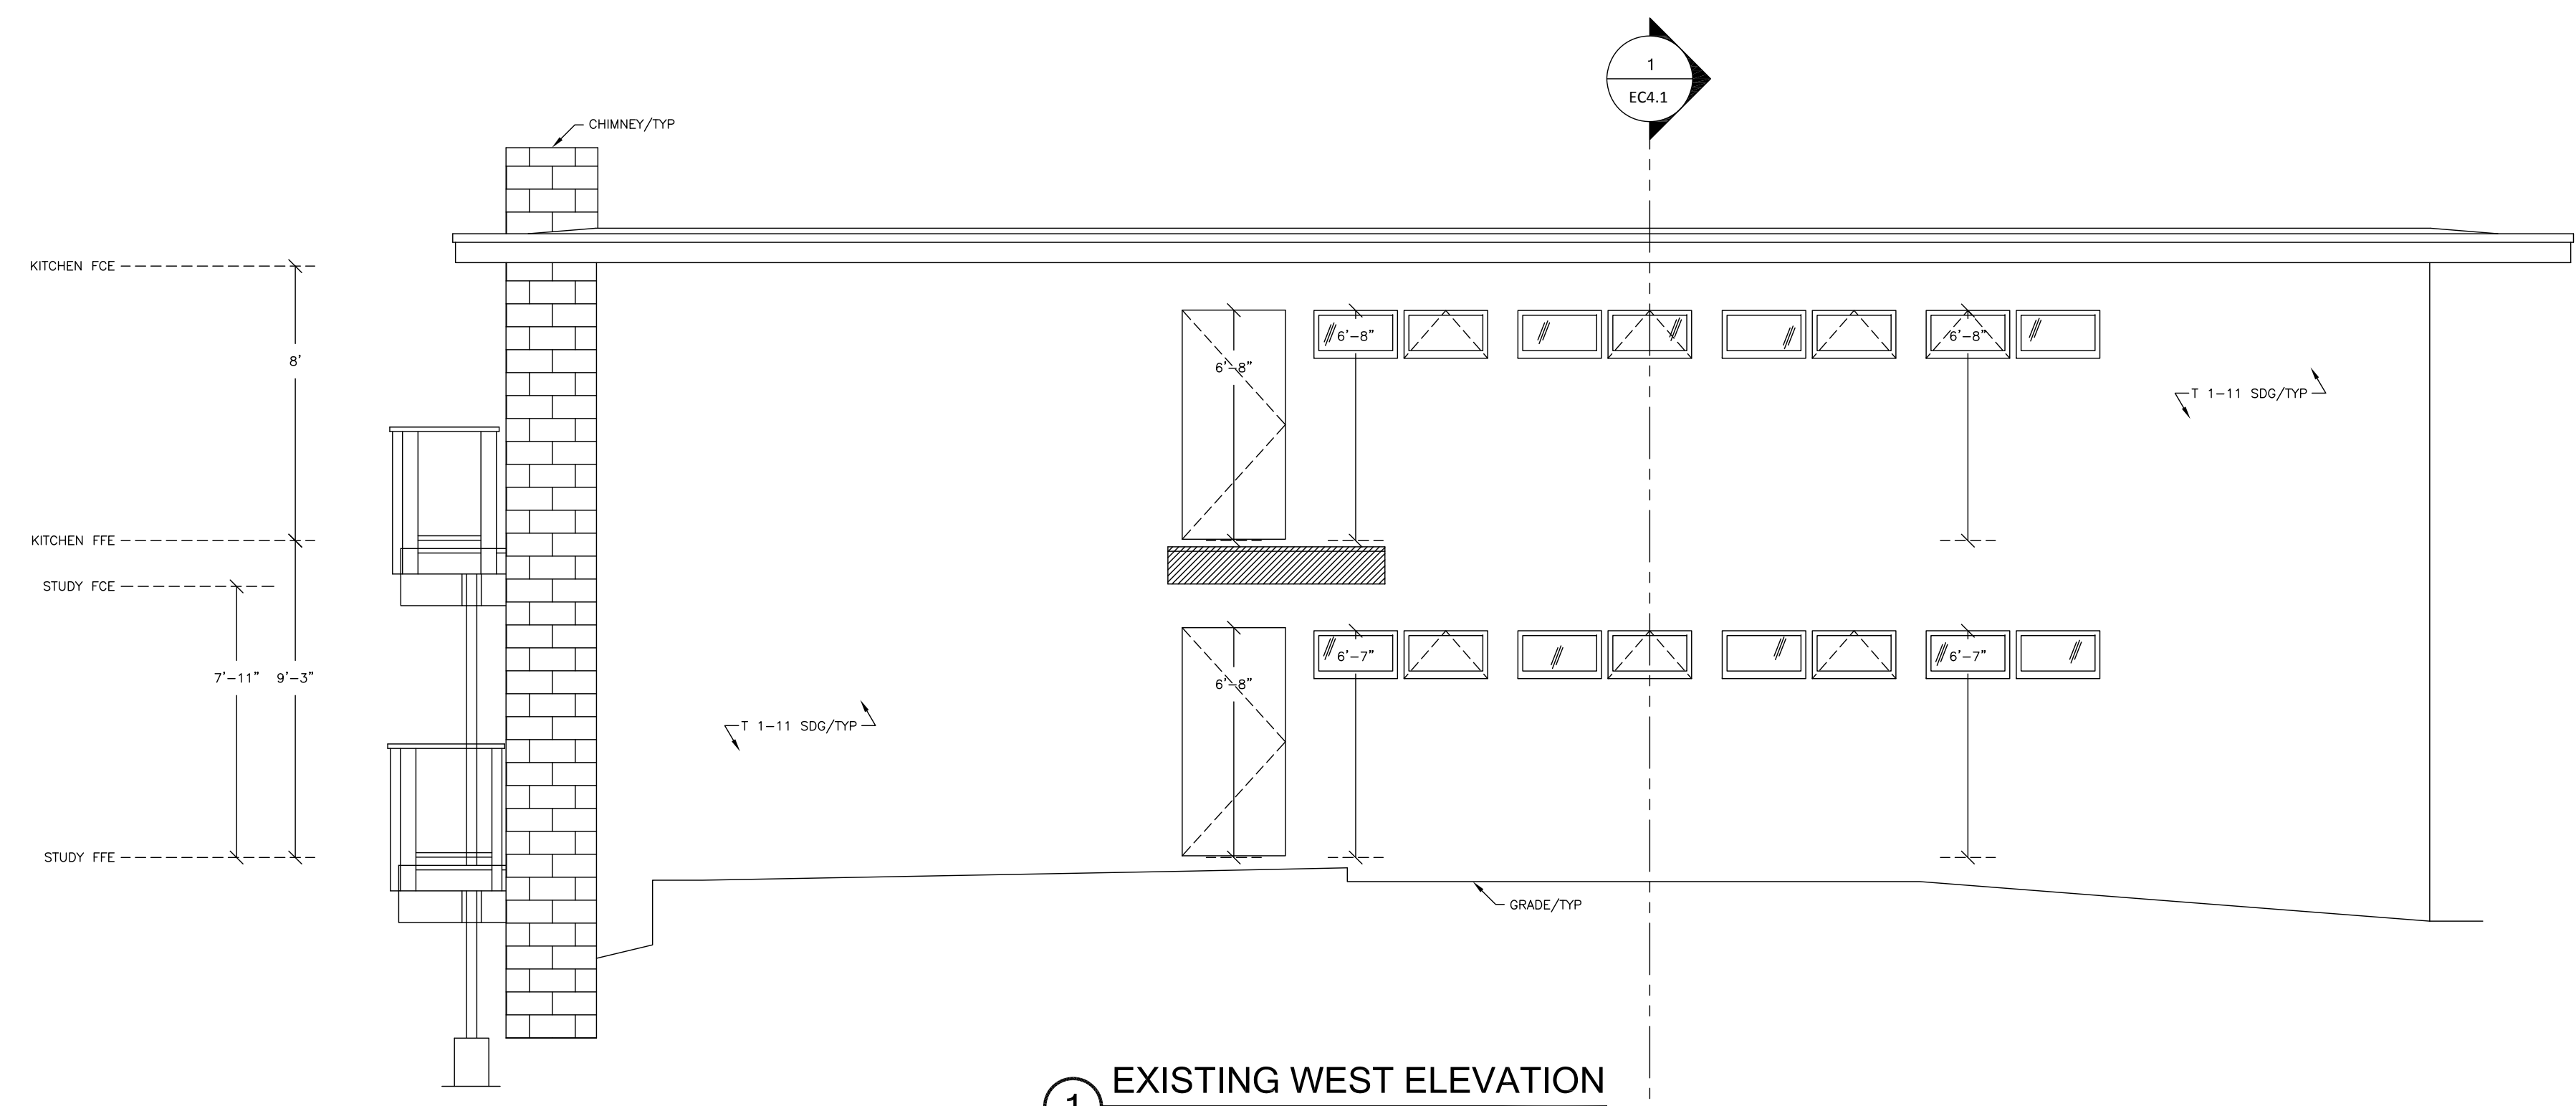 1
EC4.1
CHIMNEY/TYP
KITCHEN FCE
8'
6'-8"
6'-8"
6'-8"
T 1-11 SDG/TYP
KITCHEN FFE
STUDY FCE
7'-11"
9'-3"
6'-8"
6'-7"
6'-7"
T 1-11 SDG/TYP
STUDY FFE
GRADE/TYP
1
EXISTING WEST ELEVATION